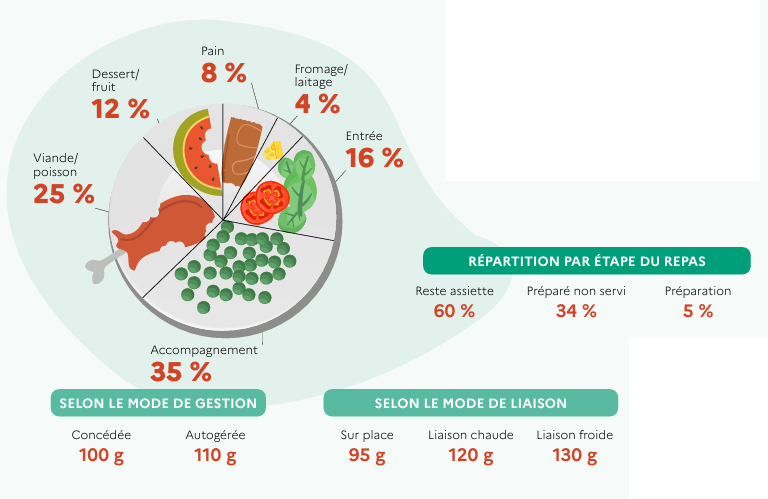 Pain
8 %
Fromage/
laitage
4 %
Dessert/
fruit
12 %
Entrée
16 %
Viande/
poisson
25 %
Accompagnement
35 %
RÉPARTITION PAR ÉTAPE DU REPAS
Reste assiette Préparé non servi Préparation
60 % 34 % 5 %
SELON LE MODE DE GESTION
Concédée Autogérée
100 g 110 g
SELON LE MODE DE LIAISON
Sur place Liaison chaude Liaison froide
95 g 120 g 130 g